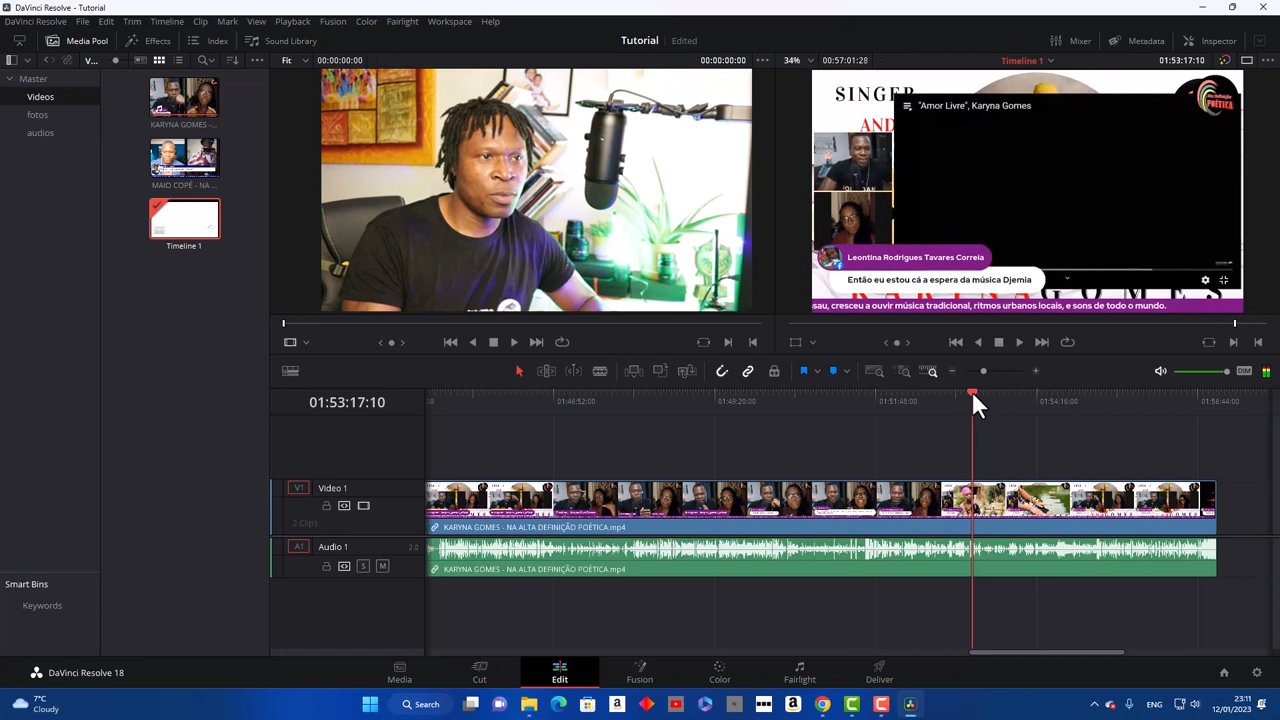 DaVinci Resolve - Tutorial
DaVinci Resolve File Edit Trim Timeline Clip Mark View Playback Fusion Color Fairlight Workspace Help
Media Pool Effects Index Sound Library Tutorial Edited Mixer Metadata Inspector
V... Fit 00:00:00:00 00:00:00:00 34% 00:57:01:28 Timeline 1 01:53:17:10
Master
Videos
fotos
audios
KARYNA GOMES -...
MAIO COPÉ - NA ...
Timeline 1
SINGER
AND
"Amor Livre", Karyna Gomes
POÉTICA
Leontina Rodrigues Tavares Correia
Então eu estou cá a espera da música Djemia
sau, cresceu a ouvir música tradicional, ritmos urbanos locais, e sons de todo o mundo.
DIM
01:53:17:10
01:46:52:00 01:49:20:00 01:51:48:00 01:54:16:00 01:56:44:00
V1 Video 1
2 Clips
KARYNA GOMES - NA ALTA DEFINIÇÃO POÉTICA.mp4
A1 Audio 1 2.0
S M
KARYNA GOMES - NA ALTA DEFINIÇÃO POÉTICA.mp4
Smart Bins
Keywords
DaVinci Resolve 18
Media Cut Edit Fusion Color Fairlight Deliver
7°C
Cloudy
Search
23:11
12/01/2023